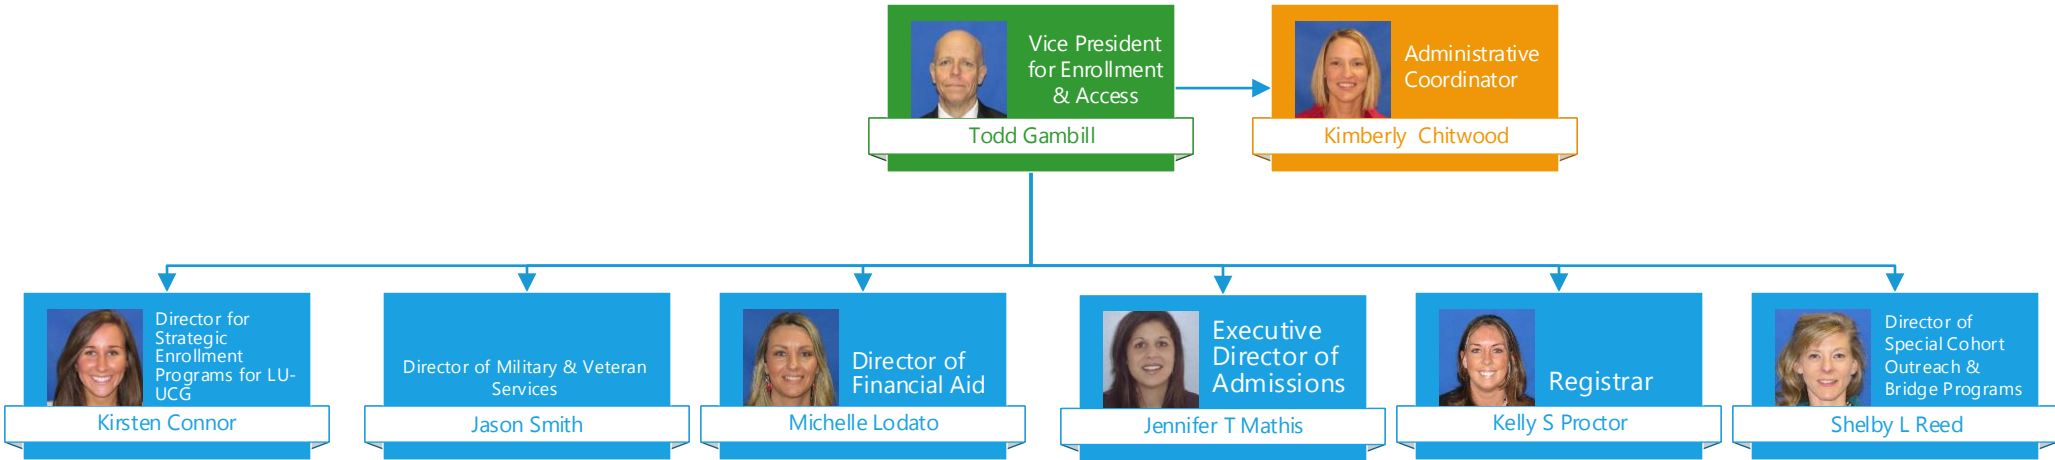 Vice President
for Enrollment
& Access
Todd Gambill
Administrative
Coordinator
Kimberly Chitwood
Director for
Strategic
Enrollment
Programs for LU-
UCG
Kirsten Connor
Director of Military & Veteran
Services
Jason Smith
Director of
Financial Aid
Michelle Lodato
Executive
Director of
Admissions
Jennifer T Mathis
Registrar
Kelly S Proctor
Director of
Special Cohort
Outreach &
Bridge Programs
Shelby L Reed